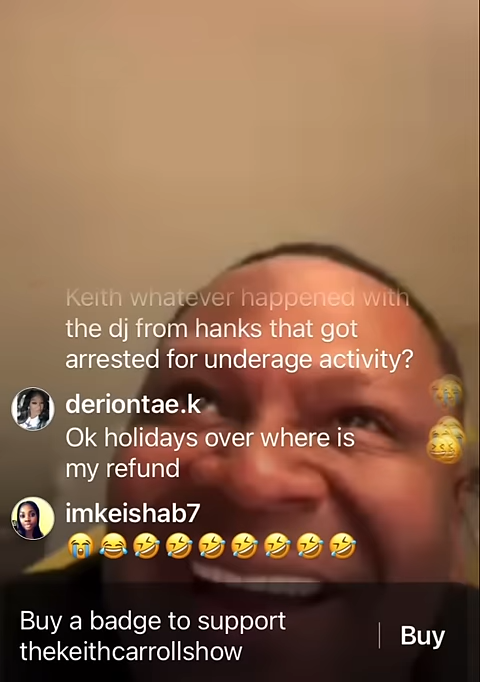 Keith whatever happened with
the dj from hanks that got
arrested for underage activity?
deriontae.k
Ok holidays over where is
my refund
imkeishab7
😭😂🤣🤣🤣🤣🤣🤣🤣
Buy a badge to support
thekeithcarrollshow
Buy